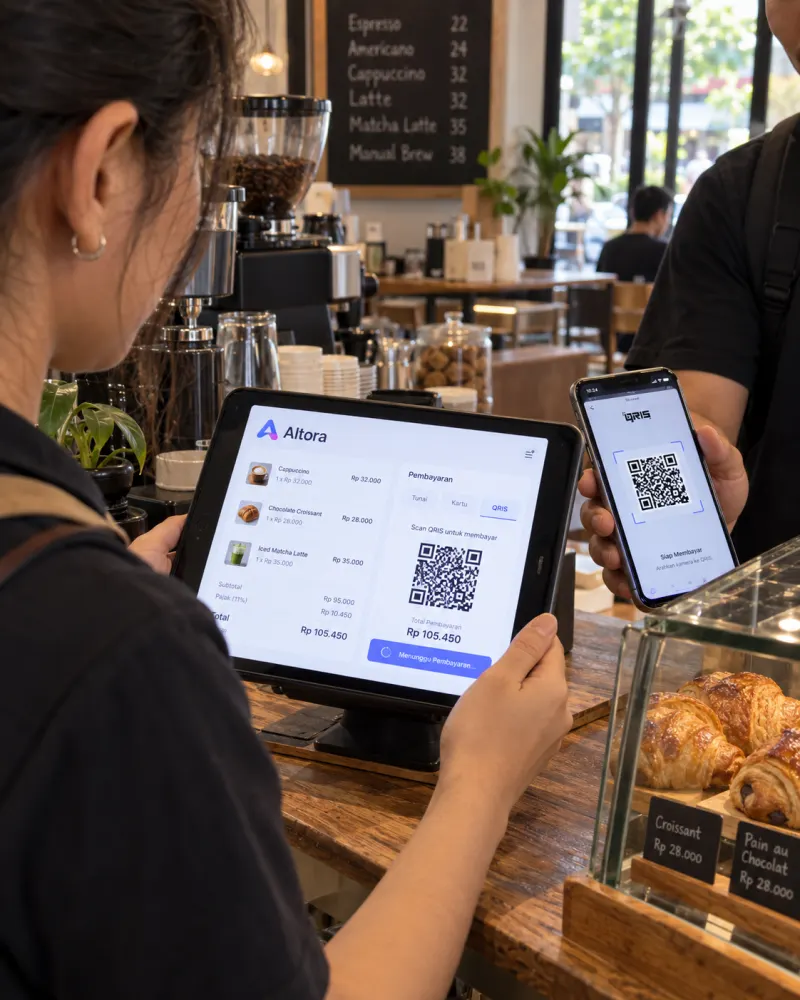 Espresso 22
Americano 24
Cappuccino 32
Latte 32
Matcha Latte 35
Manual Brew 38
Altora
Cappuccino
1 x Rp 32.000
Rp 32.000
Chocolate Croissant
1 x Rp 28.000
Rp 28.000
Iced Matcha Latte
1 x Rp 35.000
Rp 35.000
Subtotal
Rp 95.000
Pajak (11%)
Rp 10.450
Total
Rp 105.450
Pembayaran
Tunai Kartu QRIS
Scan QRIS untuk membayar
Total Pembayaran
Rp 105.450
Menunggu Pembayaran...
QRIS
Siap Membayar
Croissant
Rp 28.000
Pain au
Chocolat
Rp 28.000